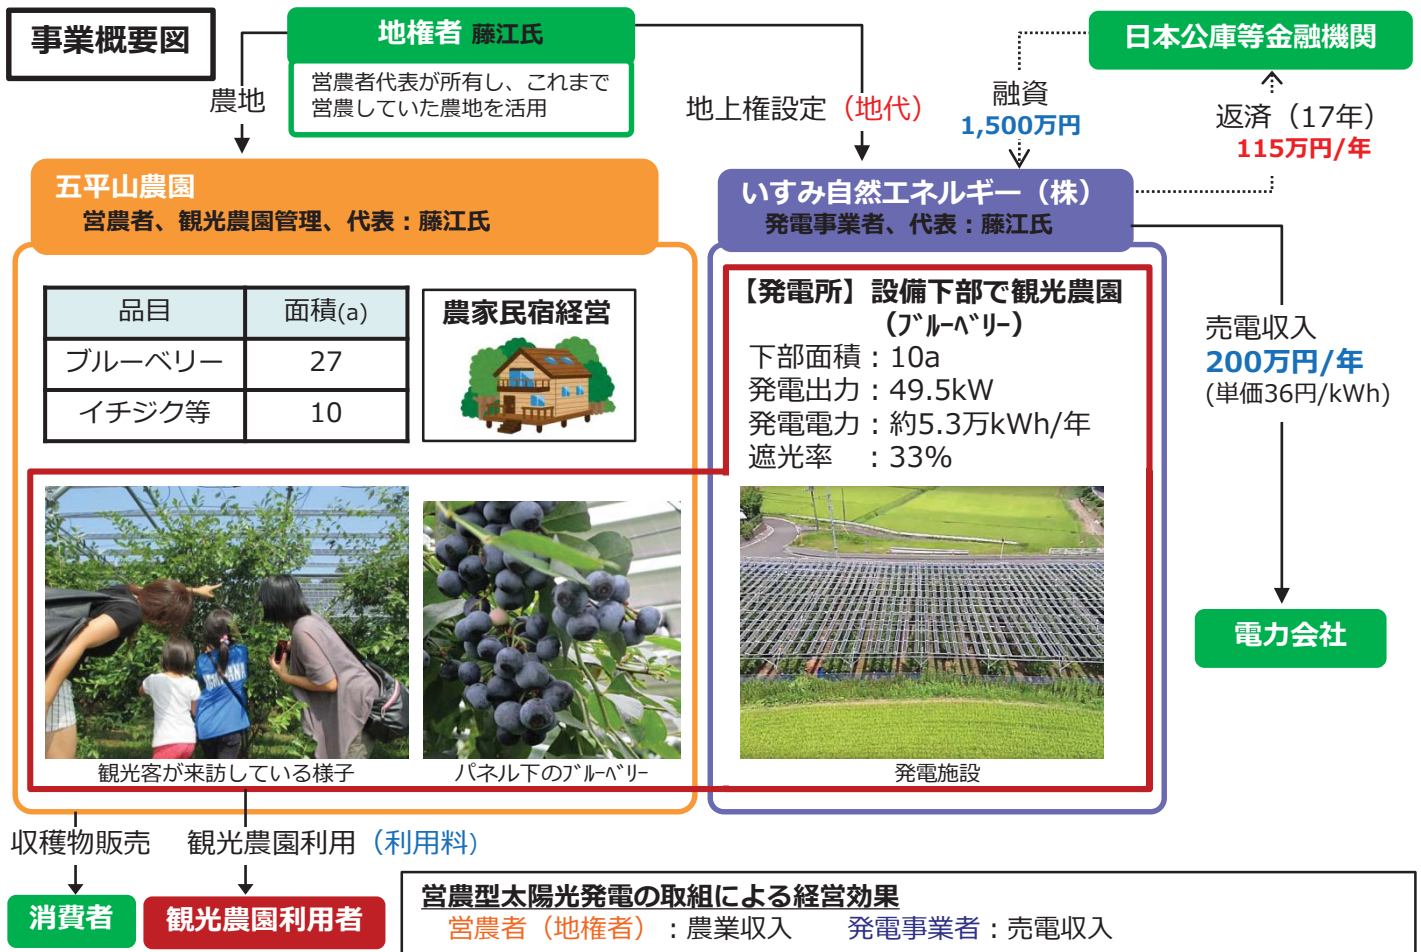 事業概要図
地権者 藤江氏
営農者代表が所有し、これまで
営農していた農地を活用
農地
地上権設定（地代）
日本公庫等金融機関
融資
1,500万円
返済（17年）
115万円/年
五平山農園
営農者、観光農園管理、代表：藤江氏
いすみ自然エネルギー（株）
発電事業者、代表：藤江氏
品目 面積(a)
ブルーベリー 27
イチジク等 10
農家民宿経営
【発電所】設備下部で観光農園
（ﾌﾞﾙｰﾍﾞﾘｰ）
下部面積：10a
発電出力：49.5kW
発電電力：約5.3万kWh/年
遮光率　：33%
売電収入
200万円/年
(単価36円/kWh)
電力会社
観光客が来訪している様子
パネル下のﾌﾞﾙｰﾍﾞﾘｰ
発電施設
収穫物販売
観光農園利用（利用料）
消費者
観光農園利用者
営農型太陽光発電の取組による経営効果
営農者（地権者）：農業収入　発電事業者：売電収入